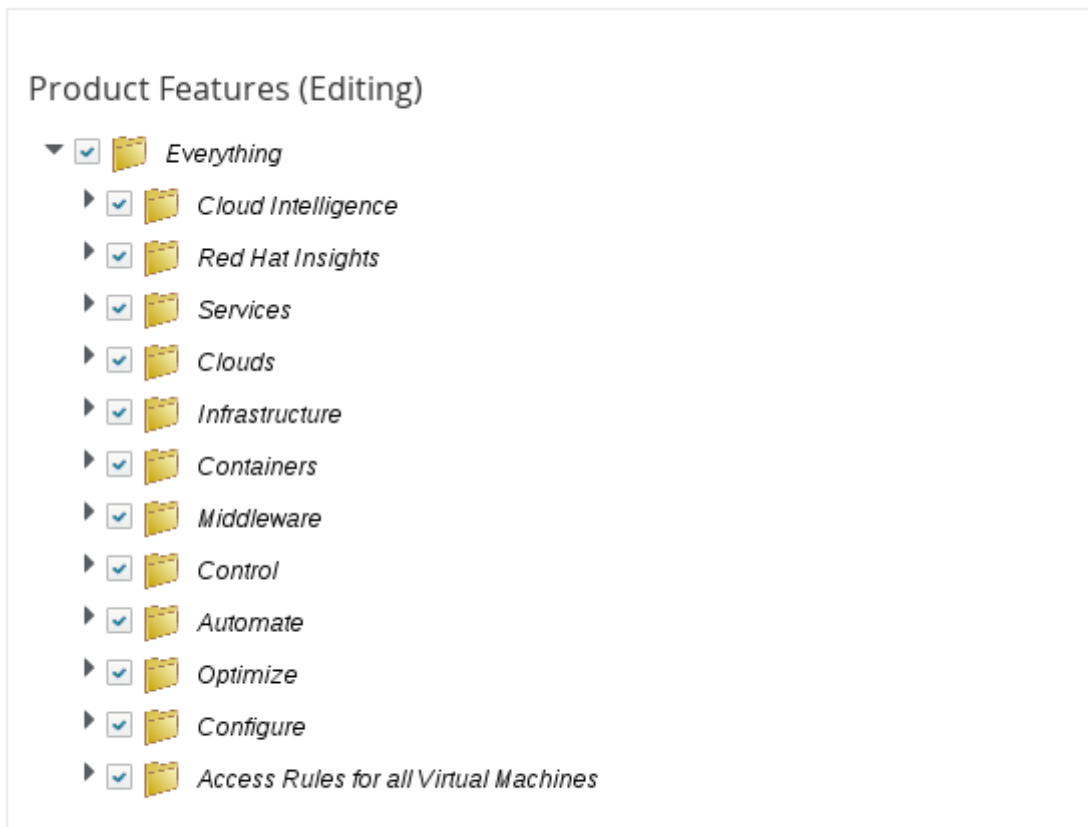 Product Features (Editing)
Everything
Cloud Intelligence
Red Hat Insights
Services
Clouds
Infrastructure
Containers
Middleware
Control
Automate
Optimize
Configure
Access Rules for all Virtual Machines